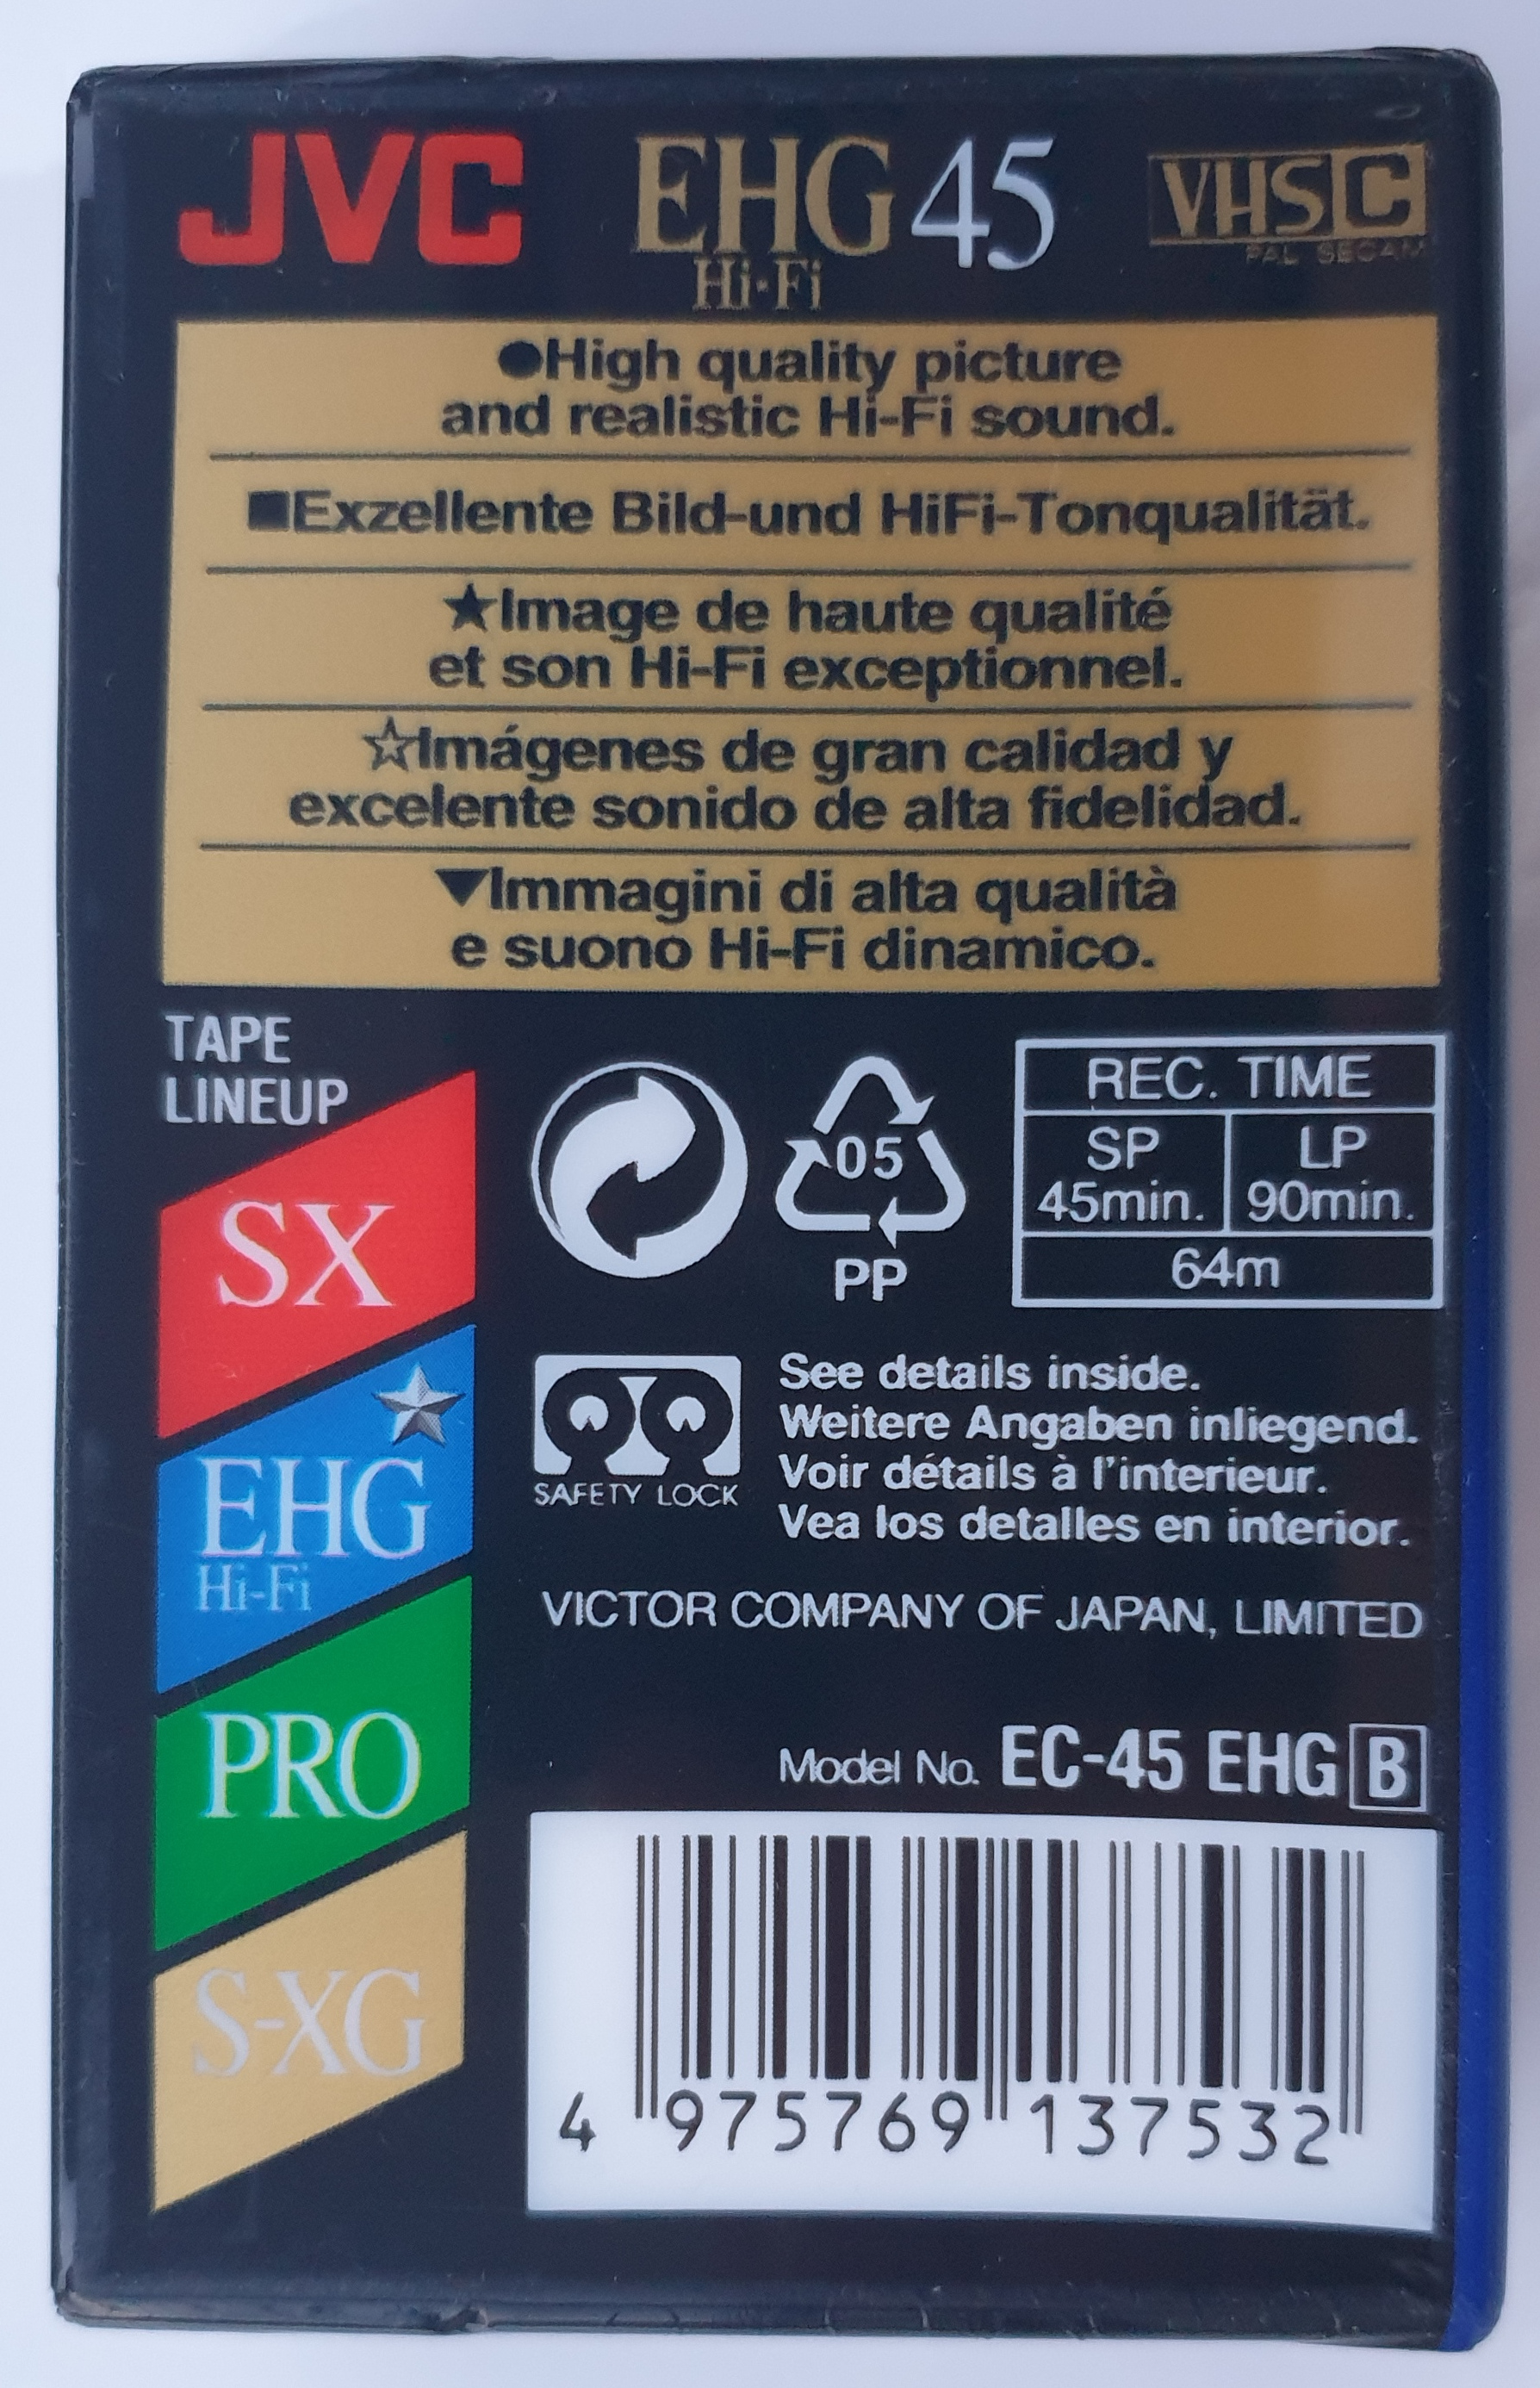 JVC EHG 45 VHS C
Hi-Fi PAL SECAM
●High quality picture
and realistic Hi-Fi sound.
■Exzellente Bild-und HiFi-Tonqualität.
★Image de haute qualité
et son Hi-Fi exceptionnel.
☆Imágenes de gran calidad y
excelente sonido de alta fidelidad.
▼Immagini di alta qualità
e suono Hi-Fi dinamico.
TAPE
LINEUP
SX
EHG
Hi-Fi
PRO
S-XG
05
PP
REC. TIME
SP LP
45min. 90min.
64m
SAFETY LOCK
See details inside.
Weitere Angaben inliegend.
Voir détails à l'interieur.
Vea los detalles en interior.
VICTOR COMPANY OF JAPAN, LIMITED
Model No. EC-45 EHG B
4 975769 137532